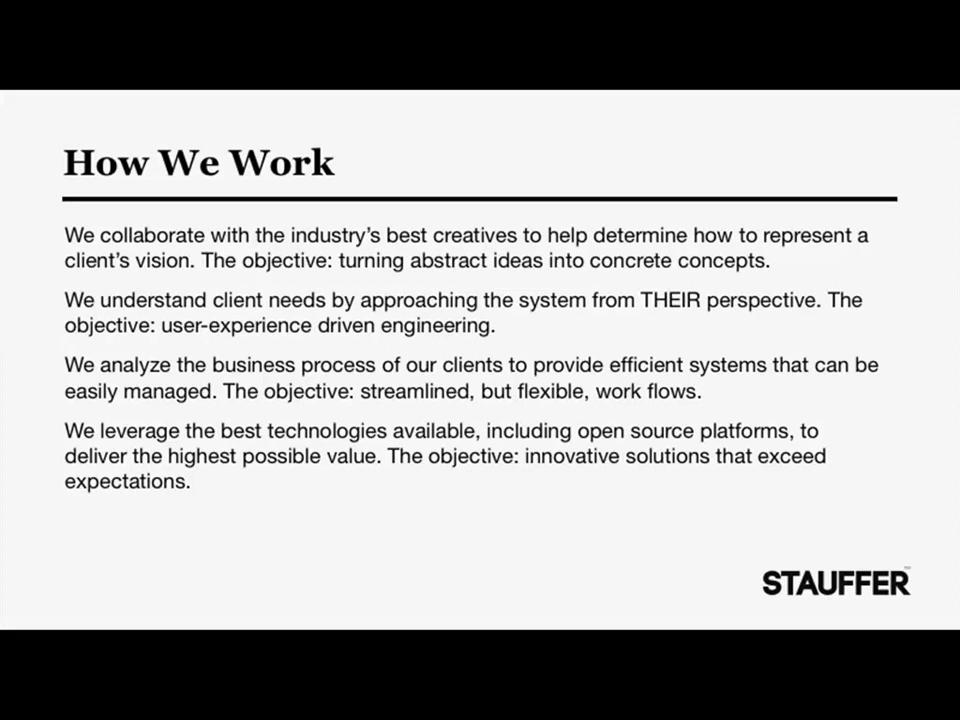 How We Work
We collaborate with the industry's best creatives to help determine how to represent a
client's vision. The objective: turning abstract ideas into concrete concepts.
We understand client needs by approaching the system from THEIR perspective. The
objective: user-experience driven engineering.
We analyze the business process of our clients to provide efficient systems that can be
easily managed. The objective: streamlined, but flexible, work flows.
We leverage the best technologies available, including open source platforms, to
deliver the highest possible value. The objective: innovative solutions that exceed
expectations.
STAUFFER™